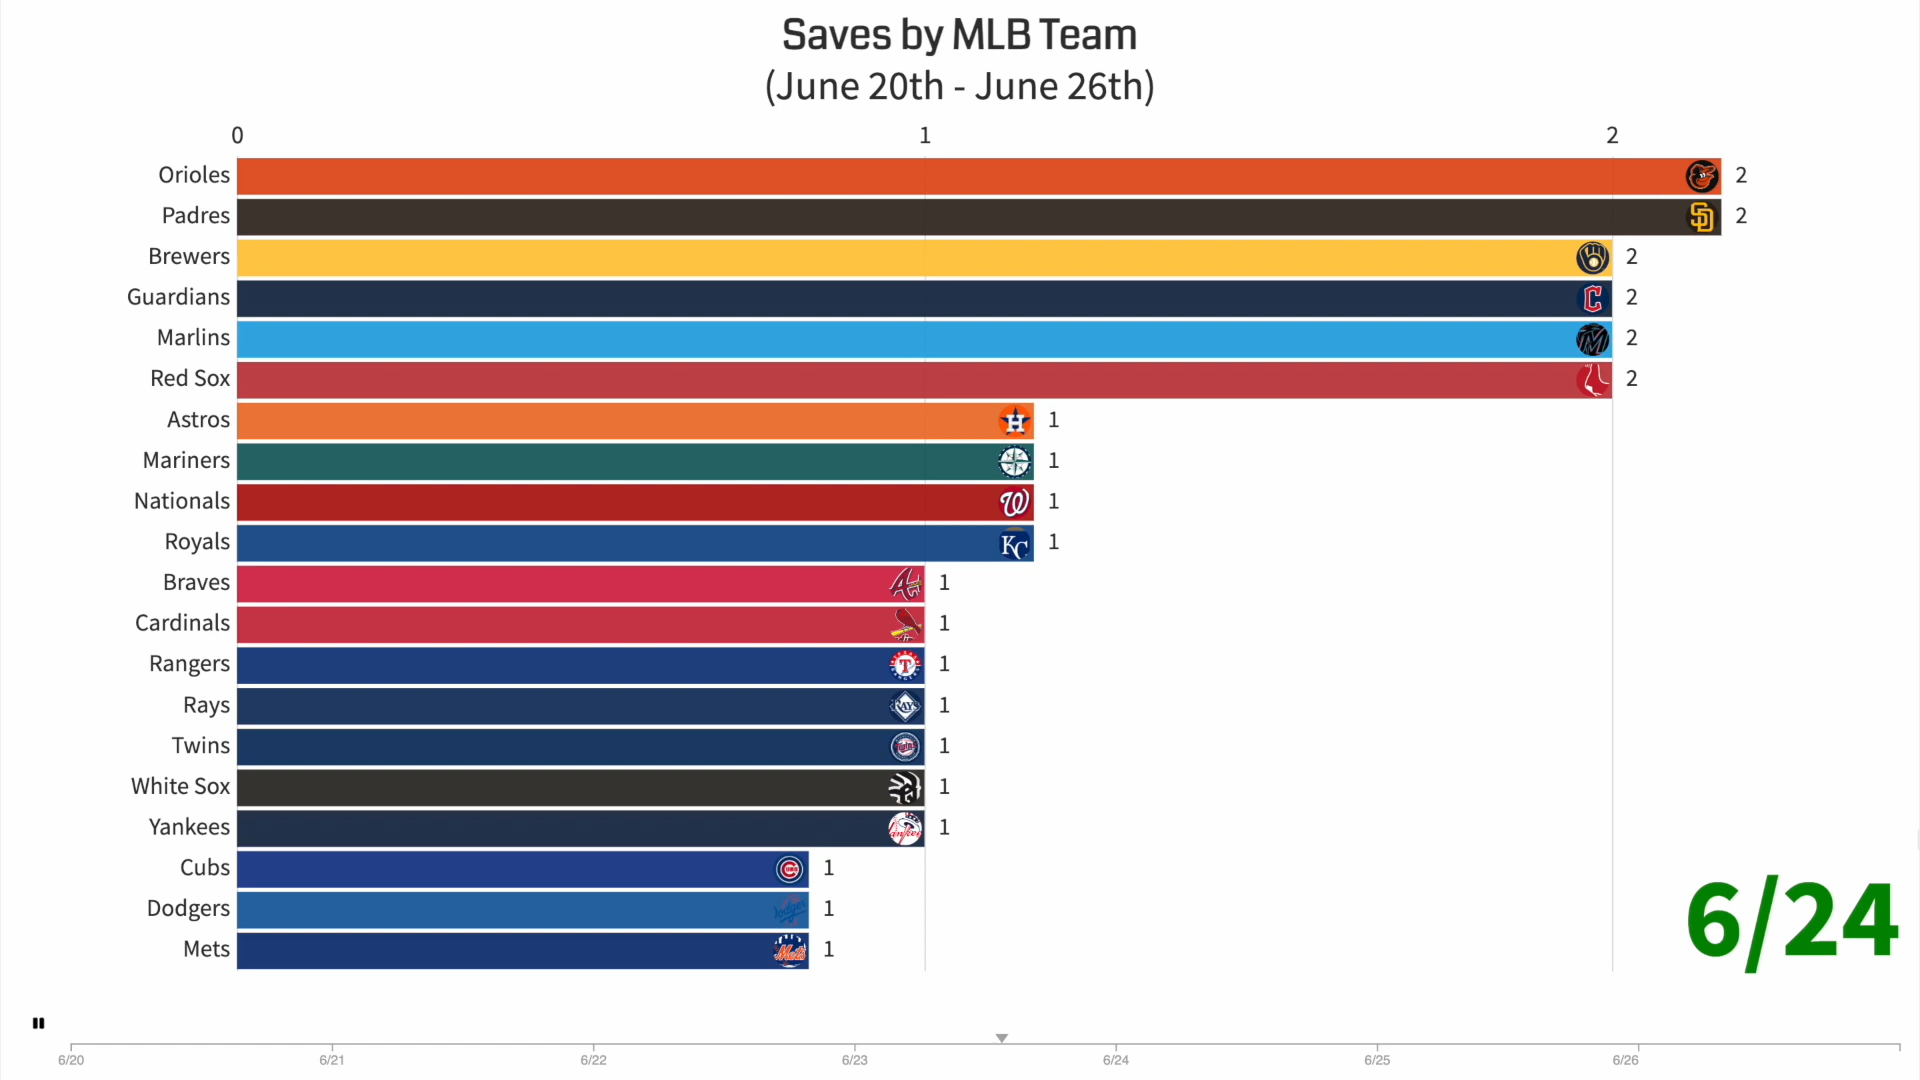 Saves by MLB Team
(June 20th - June 26th)
0 1 2
Orioles 2
Padres 2
Brewers 2
Guardians 2
Marlins 2
Red Sox 2
Astros 1
Mariners 1
Nationals 1
Royals 1
Braves 1
Cardinals 1
Rangers 1
Rays 1
Twins 1
White Sox 1
Yankees 1
Cubs 1
Dodgers 1
Mets 1
6/24
6/20 6/21 6/22 6/23 6/24 6/25 6/26